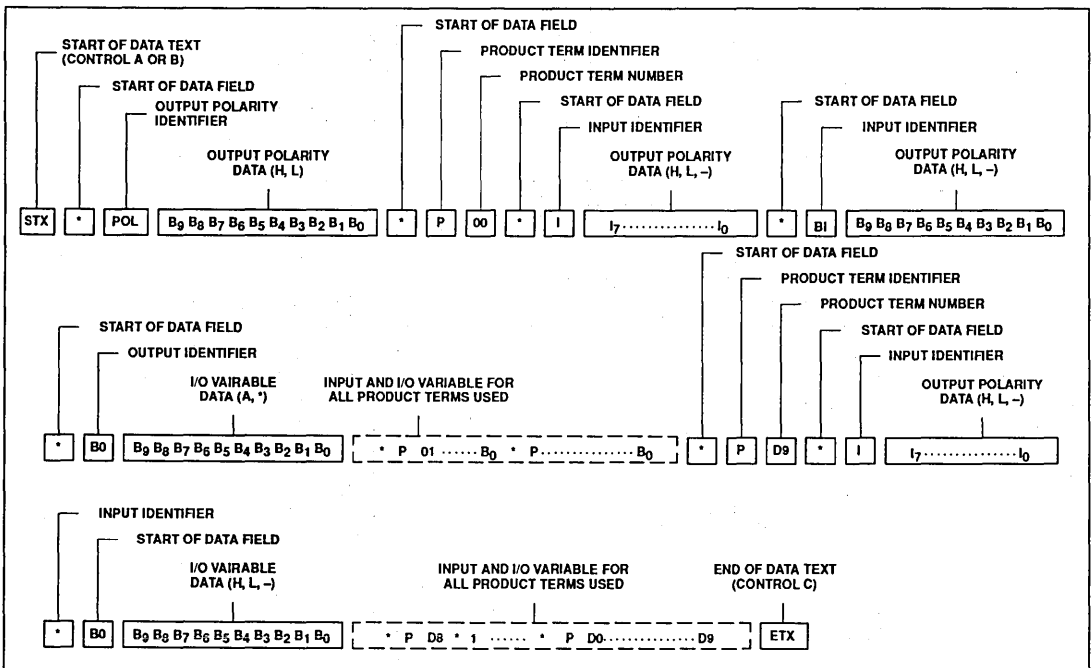 START OF DATA FIELD
START OF DATA TEXT
(CONTROL A OR B)
PRODUCT TERM IDENTIFIER
PRODUCT TERM NUMBER
START OF DATA FIELD
START OF DATA FIELD
START OF DATA FIELD
OUTPUT POLARITY
IDENTIFIER
INPUT IDENTIFIER
INPUT IDENTIFIER
OUTPUT POLARITY
DATA (H, L)
OUTPUT POLARITY
DATA (H, L, –)
OUTPUT POLARITY
DATA (H, L, –)
STX * POL B9 B8 B7 B6 B5 B4 B3 B2 B1 B0 * P 00 * I I7··············I0 * BI B9 B8 B7 B6 B5 B4 B3 B2 B1 B0
START OF DATA FIELD
PRODUCT TERM IDENTIFIER
PRODUCT TERM NUMBER
START OF DATA FIELD
START OF DATA FIELD
OUTPUT IDENTIFIER
INPUT IDENTIFIER
I/O VAIRABLE
DATA (A, *)
INPUT AND I/O VARIABLE FOR
ALL PRODUCT TERMS USED
OUTPUT POLARITY
DATA (H, L, –)
* B0 B9 B8 B7 B6 B5 B4 B3 B2 B1 B0 * P 01 ······B0 * P···············B0 * P D9 * I I7··············I0
INPUT IDENTIFIER
START OF DATA FIELD
I/O VAIRABLE
DATA (H, L, –)
INPUT AND I/O VARIABLE FOR
ALL PRODUCT TERMS USED
END OF DATA TEXT
(CONTROL C)
* B0 B9 B8 B7 B6 B5 B4 B3 B2 B1 B0 * P D8 * 1 ······ * P D0···············D9 ETX